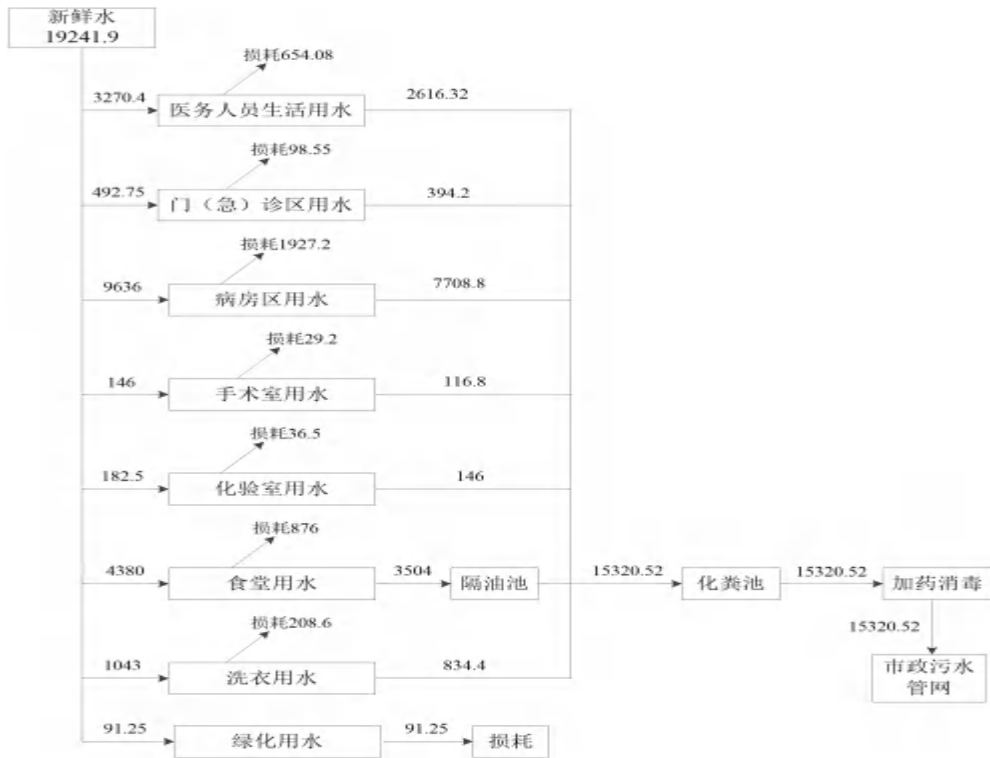 新鲜水
19241.9
损耗654.08
3270.4
医务人员生活用水
2616.32
损耗98.55
492.75
门（急）诊区用水
394.2
损耗1927.2
9636
病房区用水
7708.8
损耗29.2
146
手术室用水
116.8
损耗36.5
182.5
化验室用水
146
损耗876
4380
食堂用水
3504
隔油池
15320.52
化粪池
15320.52
加药消毒
15320.52
市政污水
管网
损耗208.6
1043
洗衣用水
834.4
91.25
绿化用水
91.25
损耗